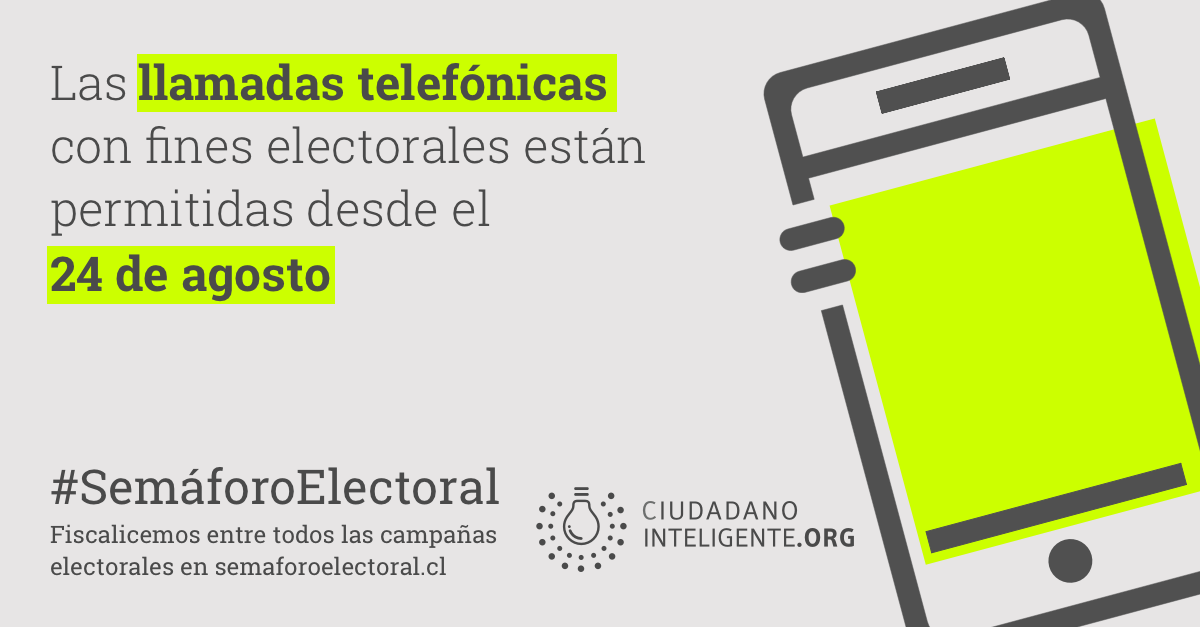 Las llamadas telefónicas
con fines electorales están
permitidas desde el
24 de agosto
#SemáforoElectoral
Fiscalicemos entre todos las campañas
electorales en semaforoelectoral.cl
CIUDADANO
INTELIGENTE.ORG